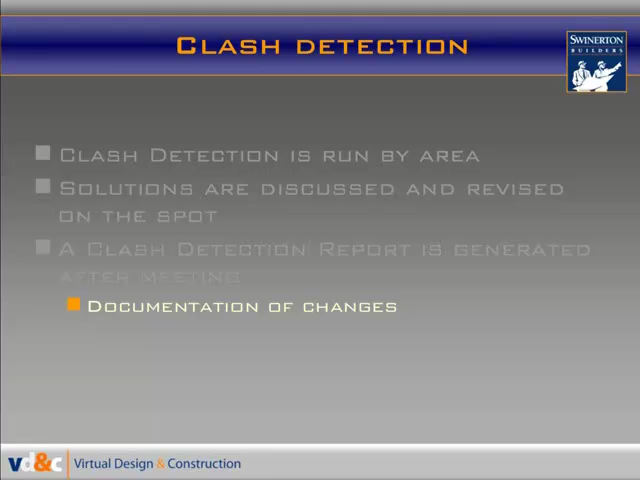 CLASH DETECTION
SWINERTON
BUILDERS
CLASH DETECTION IS RUN BY AREA
SOLUTIONS ARE DISCUSSED AND REVISED
ON THE SPOT
A CLASH DETECTION REPORT IS GENERATED
AFTER MEETING
DOCUMENTATION OF CHANGES
vd&c Virtual Design & Construction